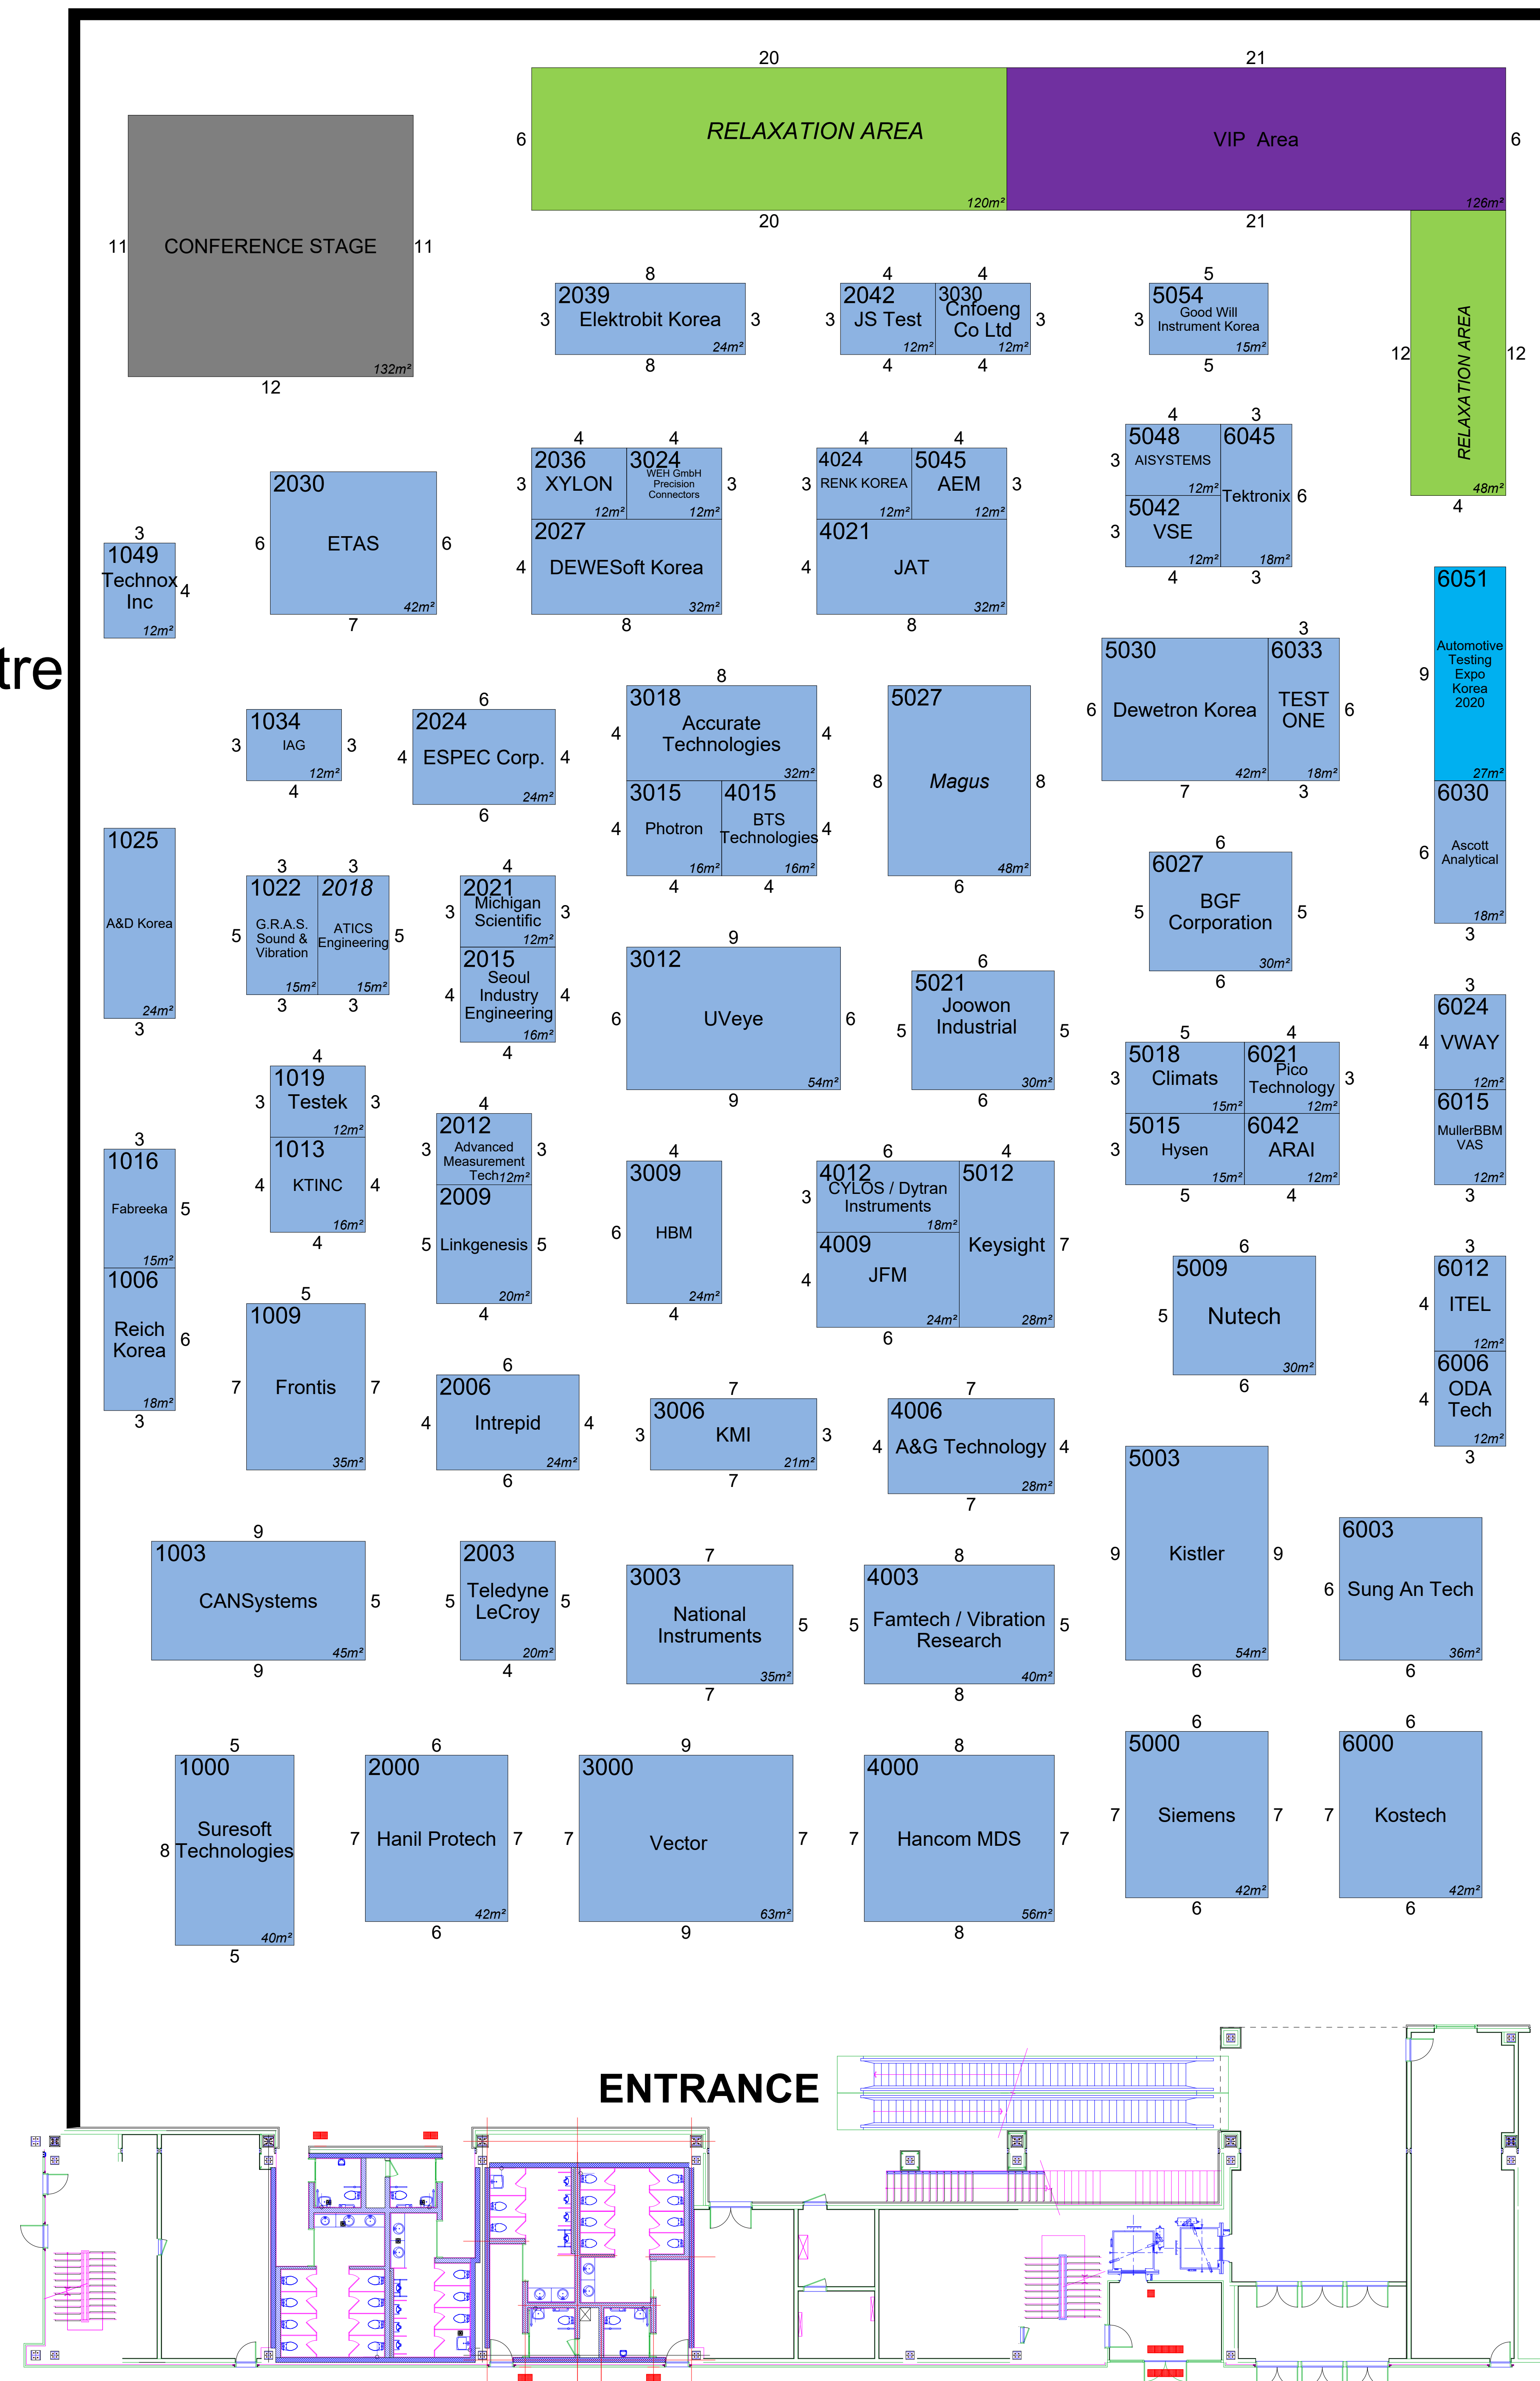 20
21
6
RELAXATION AREA
VIP Area
6
120m²
126m²
20
21
11
CONFERENCE STAGE
11
132m²
12
12
RELAXATION AREA
12
48m²
4
8
2039
3
Elektrobit Korea
3
24m²
8
4
4
2042
3
JS Test
12m²
3030
Cnfoeng
Co Ltd
3
12m²
4
4
5
5054
3
Good Will
Instrument Korea
15m²
5
4
3
5048
3
AISYSTEMS
12m²
6045
Tektronix
6
18m²
5042
3
VSE
12m²
4
3
2030
6
ETAS
6
42m²
7
4
4
2036
3
XYLON
12m²
3024
WEH GmbH
Precision
Connectors
3
12m²
2027
4
DEWESoft Korea
32m²
8
4
4
4024
3
RENK KOREA
12m²
5045
AEM
3
12m²
4021
4
JAT
32m²
8
3
1049
Technox
Inc
4
12m²
tre
6051
Automotive
Testing
Expo
Korea
2020
9
27m²
6030
6
Ascott
Analytical
18m²
3
3
5030
6
Dewetron Korea
42m²
7
6033
TEST
ONE
6
18m²
3
1034
3
IAG
3
12m²
4
6
2024
4
ESPEC Corp.
4
24m²
6
8
3018
4
Accurate
Technologies
4
32m²
3015
4
Photron
16m²
4015
BTS
Technologies
4
16m²
4
4
5027
8
Magus
8
48m²
6
1025
A&D Korea
24m²
3
3
3
1022
5
G.R.A.S.
Sound &
Vibration
15m²
2018
ATICS
Engineering
5
15m²
3
3
4
2021
3
Michigan
Scientific
3
12m²
2015
4
Seoul
Industry
Engineering
4
16m²
4
9
3012
6
UVeye
6
54m²
9
6
5021
5
Joowon
Industrial
5
30m²
6
6
6027
5
BGF
Corporation
5
30m²
6
3
6024
4
VWAY
12m²
6015
MullerBBM
VAS
12m²
3
5
4
5018
3
Climats
15m²
6021
Pico
Technology
3
12m²
5015
3
Hysen
15m²
6042
ARAI
12m²
5
4
4
1019
3
Testek
3
12m²
1013
4
KTINC
4
16m²
4
4
2012
3
Advanced
Measurement
Tech
3
12m²
2009
5
Linkgenesis
5
20m²
4
3
1016
Fabreeka
5
15m²
1006
Reich
Korea
6
18m²
3
4
3009
6
HBM
24m²
4
6
4
4012
3
CYLOS / Dytran
Instruments
18m²
5012
Keysight
7
28m²
4009
4
JFM
24m²
6
6
5009
5
Nutech
30m²
6
3
6012
4
ITEL
12m²
6006
4
ODA
Tech
12m²
3
5
1009
7
Frontis
7
35m²
6
2006
4
Intrepid
4
24m²
6
7
3006
3
KMI
3
21m²
7
7
4006
4
A&G Technology
4
28m²
7
5003
9
Kistler
9
54m²
6
6003
6
Sung An Tech
36m²
6
9
1003
CANSystems
5
45m²
9
2003
5
Teledyne
LeCroy
5
20m²
4
7
3003
National
Instruments
5
35m²
7
8
4003
5
Famtech / Vibration
Research
5
40m²
8
5
1000
8
Suresoft
Technologies
40m²
5
6
2000
7
Hanil Protech
7
42m²
6
9
3000
7
Vector
7
63m²
9
8
4000
7
Hancom MDS
7
56m²
8
6
5000
7
Siemens
7
42m²
6
6
6000
7
Kostech
42m²
6
ENTRANCE